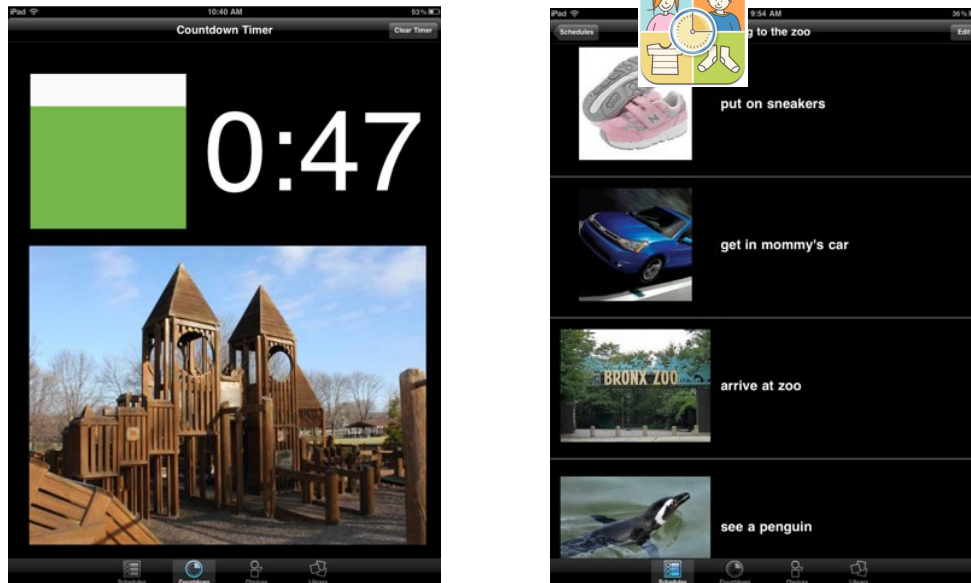 iPad 10:40 AM 53%
Countdown Timer Clear Timer
0:47
Schedules Countdown Choices Library
iPad 9:54 AM 36%
Schedules g to the zoo Edit
N
put on sneakers
get in mommy's car
BRONX ZOO
arrive at zoo
see a penguin
Schedules Countdown Choices Library